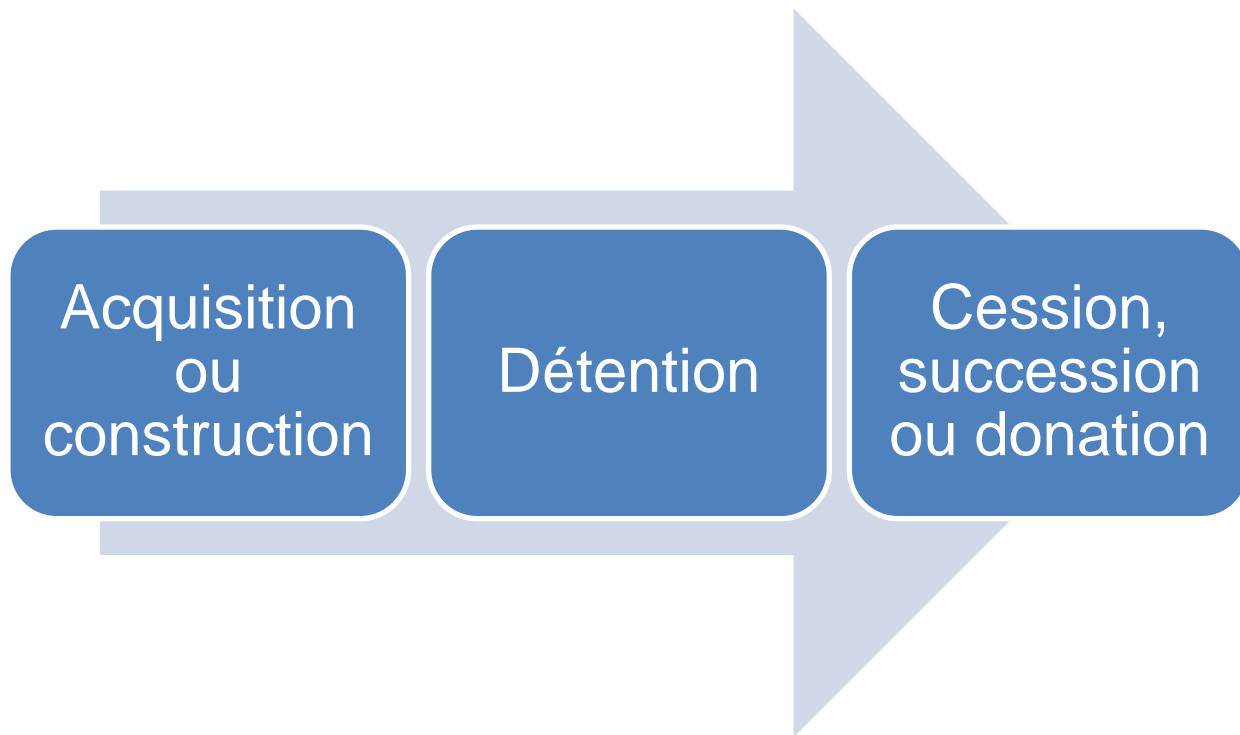 Acquisition
ou
construction
Détention
Cession,
succession
ou donation